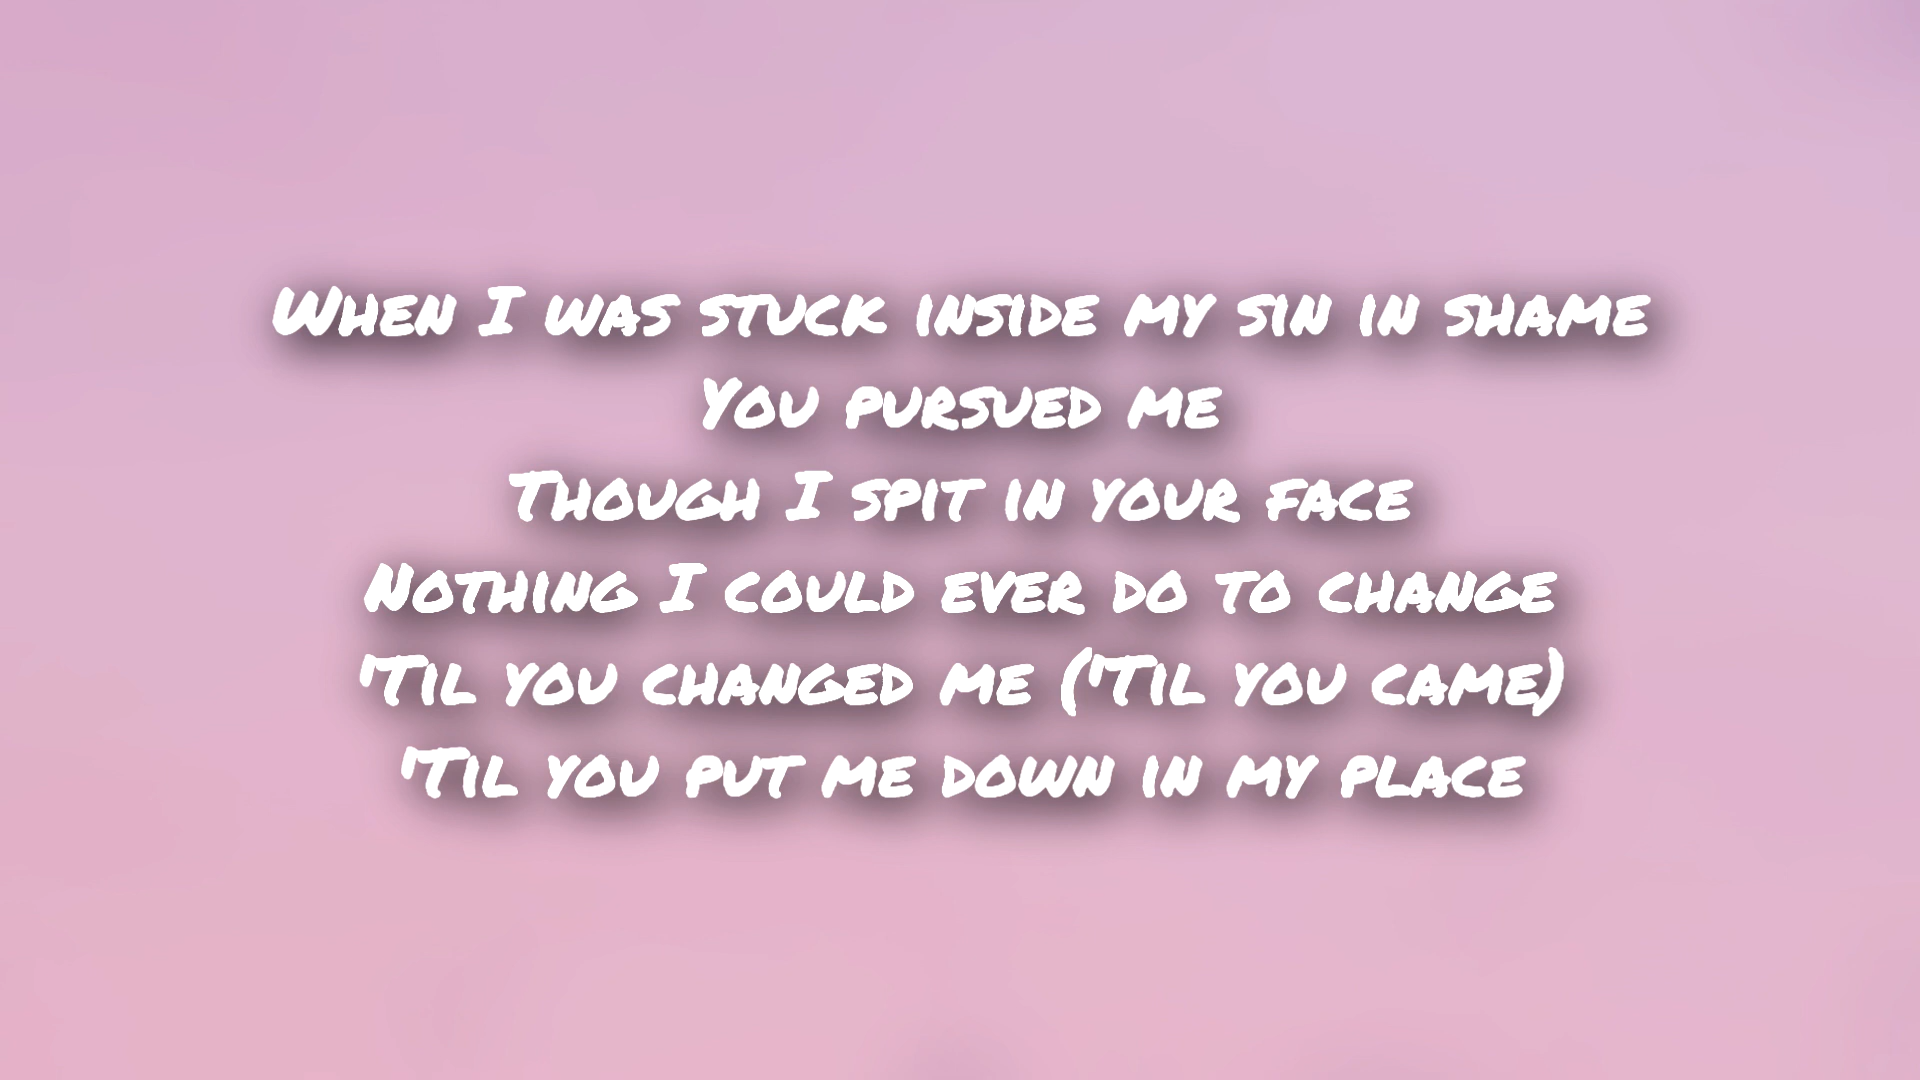 When I was stuck inside my sin in shame
You pursued me
Though I spit in your face
Nothing I could ever do to change
'Til you changed me ('Til you came)
'Til you put me down in my place